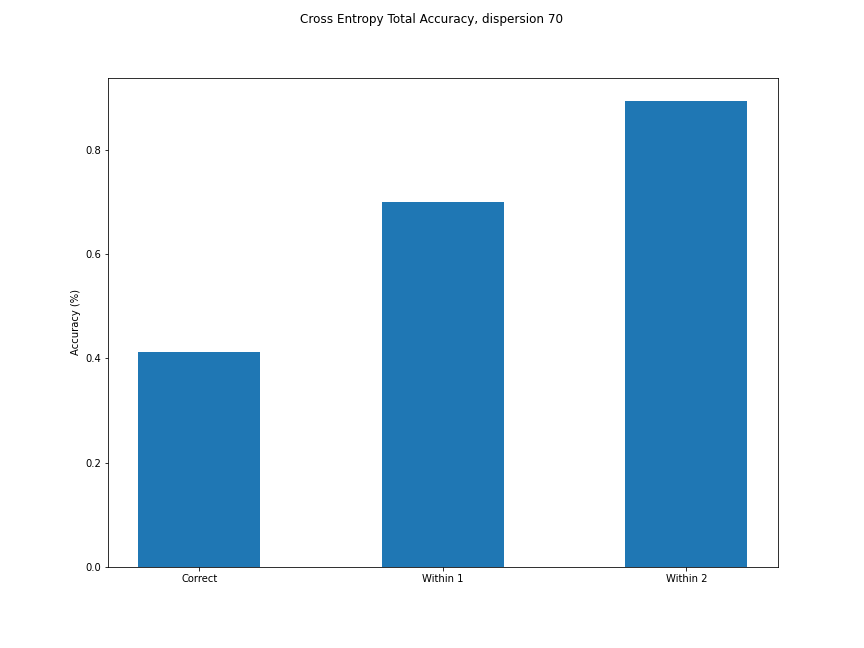 Cross Entropy Total Accuracy, dispersion 70
Accuracy (%)
0.8
0.6
0.4
0.2
0.0
Correct
Within 1
Within 2